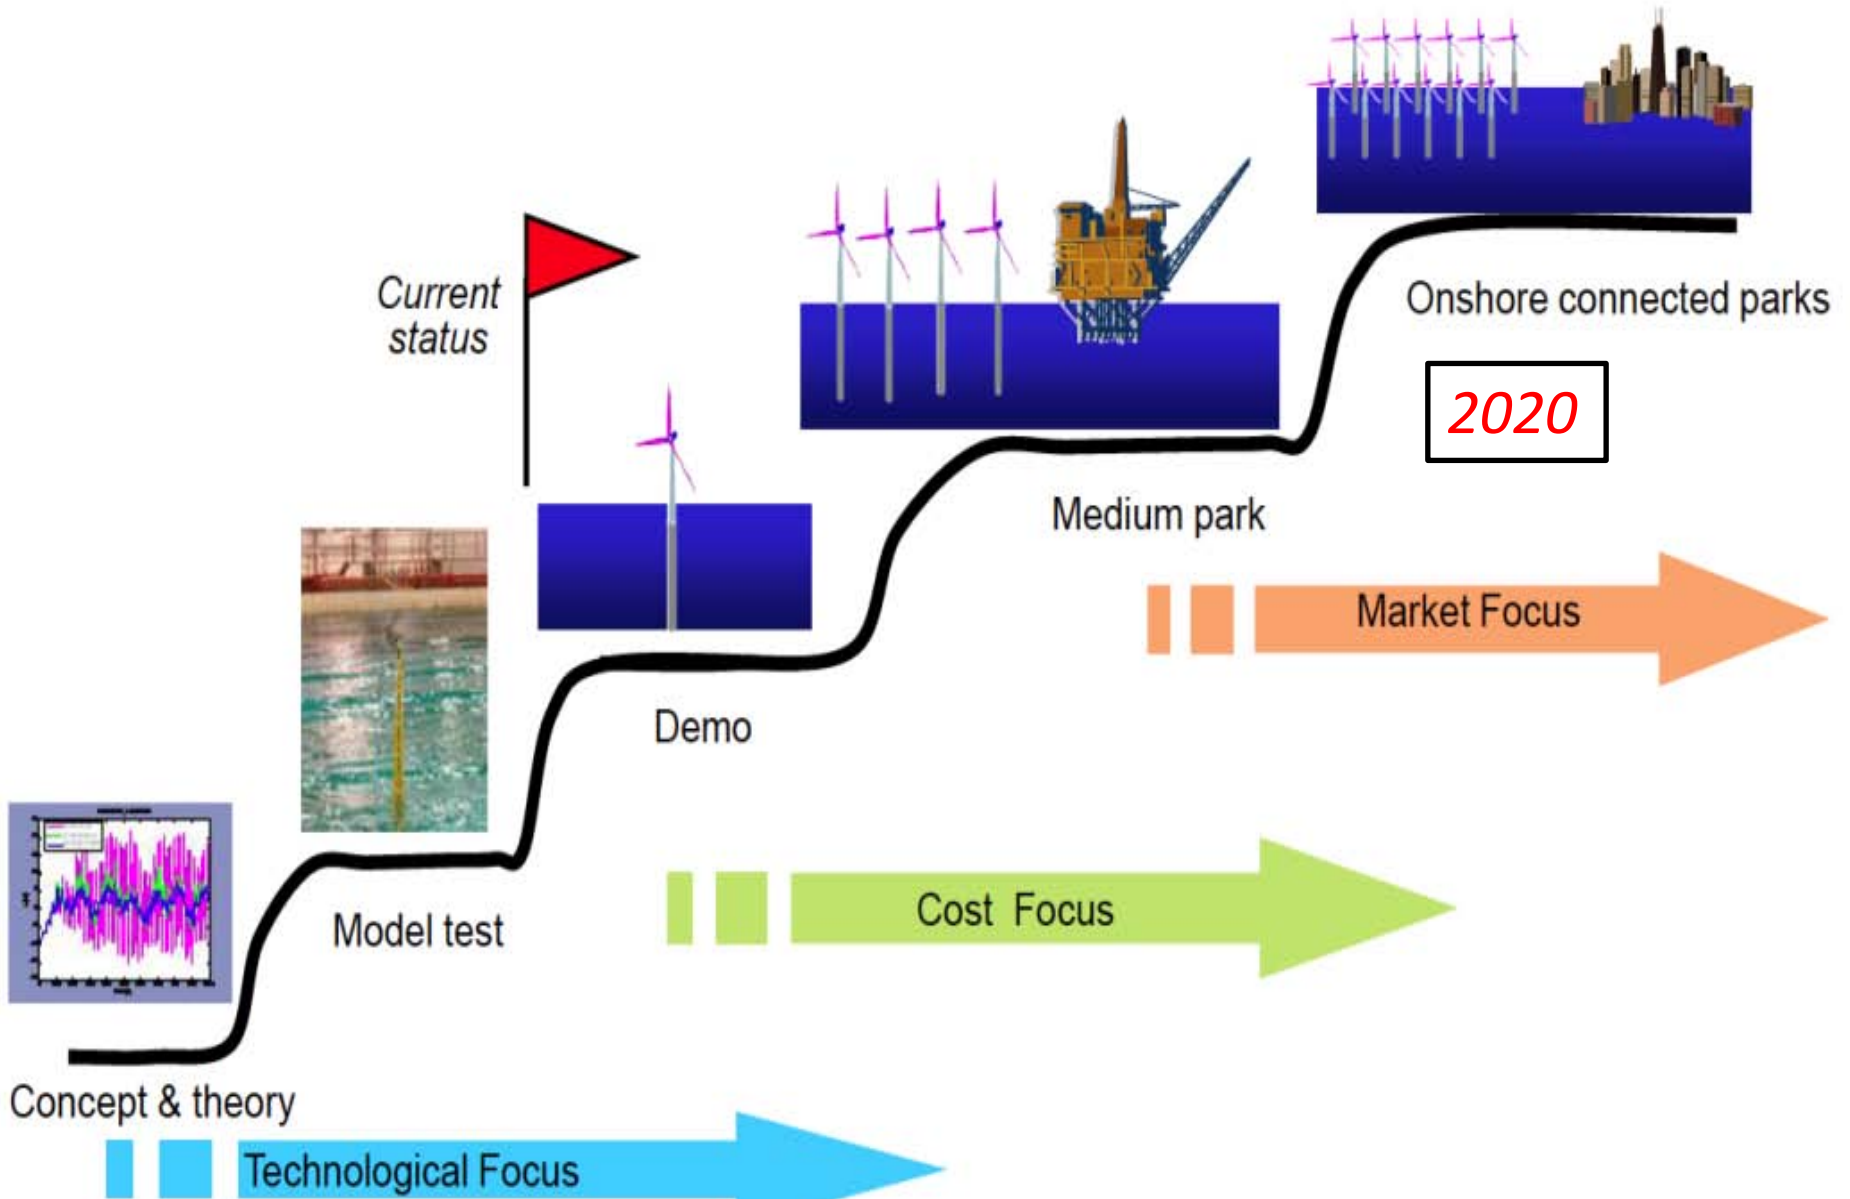 Current
status
Onshore connected parks
2020
Medium park
Market Focus
Demo
Cost Focus
Model test
Concept & theory
Technological Focus